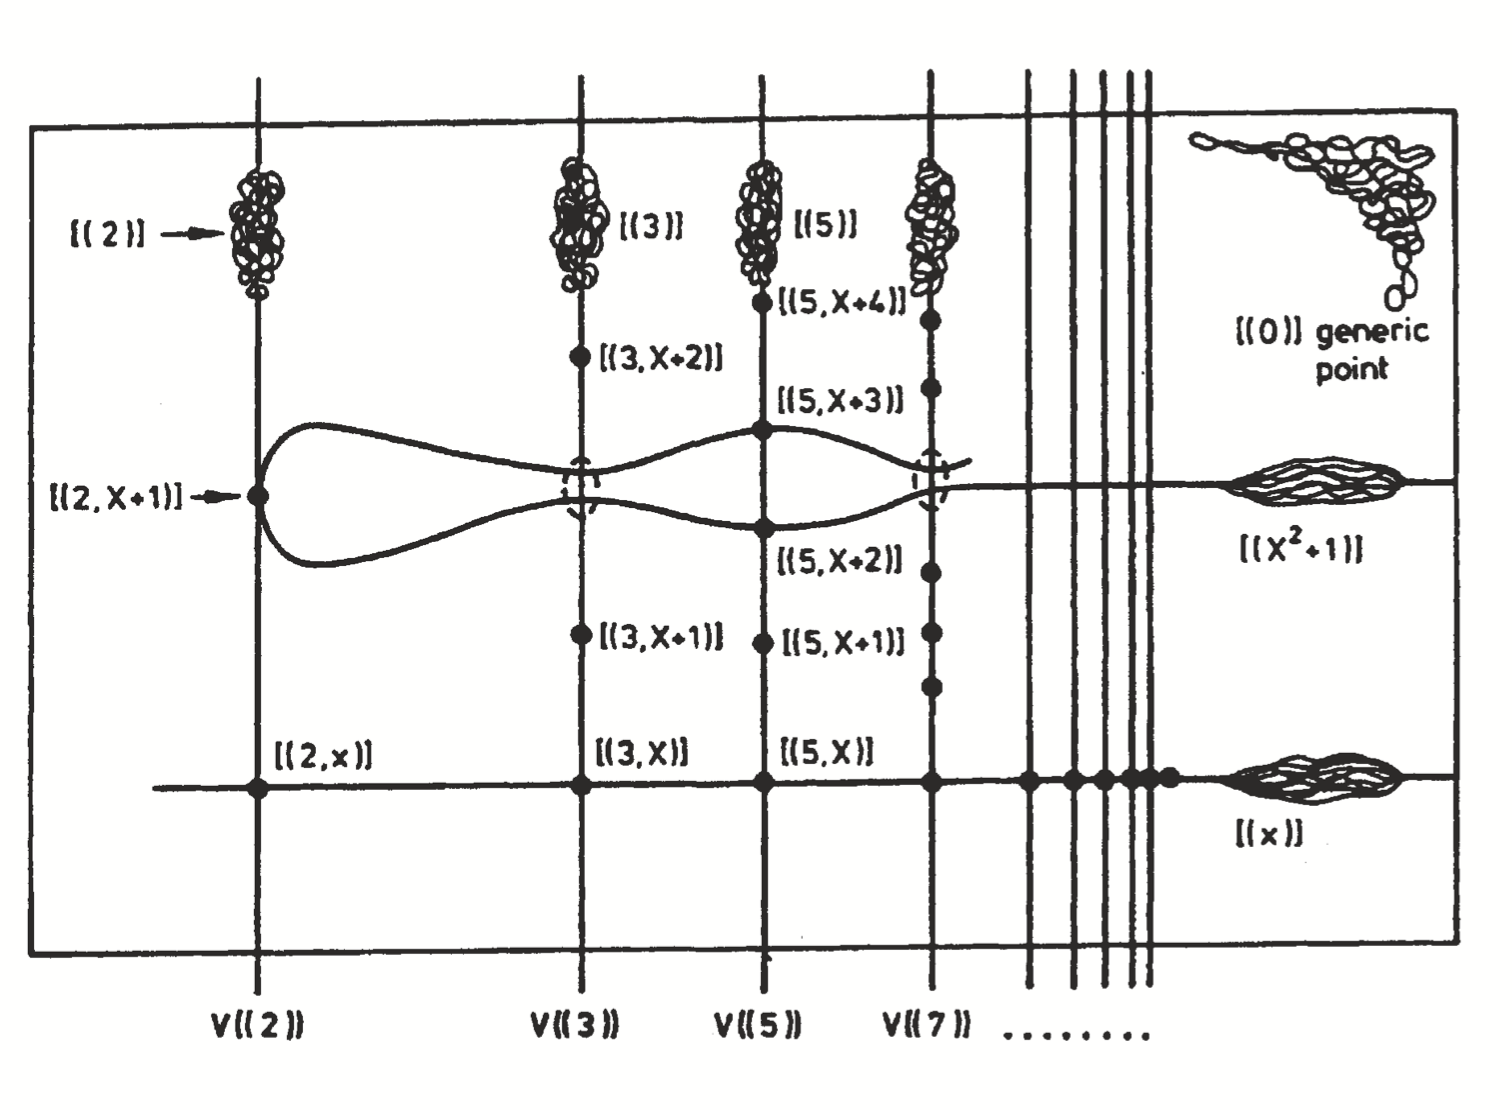 [(2)]
[(3)]
[(5)]
[(5,X+4)]
[(0)] generic
point
[(3,X+2)]
[(5,X+3)]
[(2,X+1)]
[(X²+1)]
[(5,X+2)]
[(3,X+1)]
[(5,X+1)]
[(2,x)]
[(3,X)]
[(5,X)]
[(x)]
V((2))
V((3))
V((5))
V((7))
........